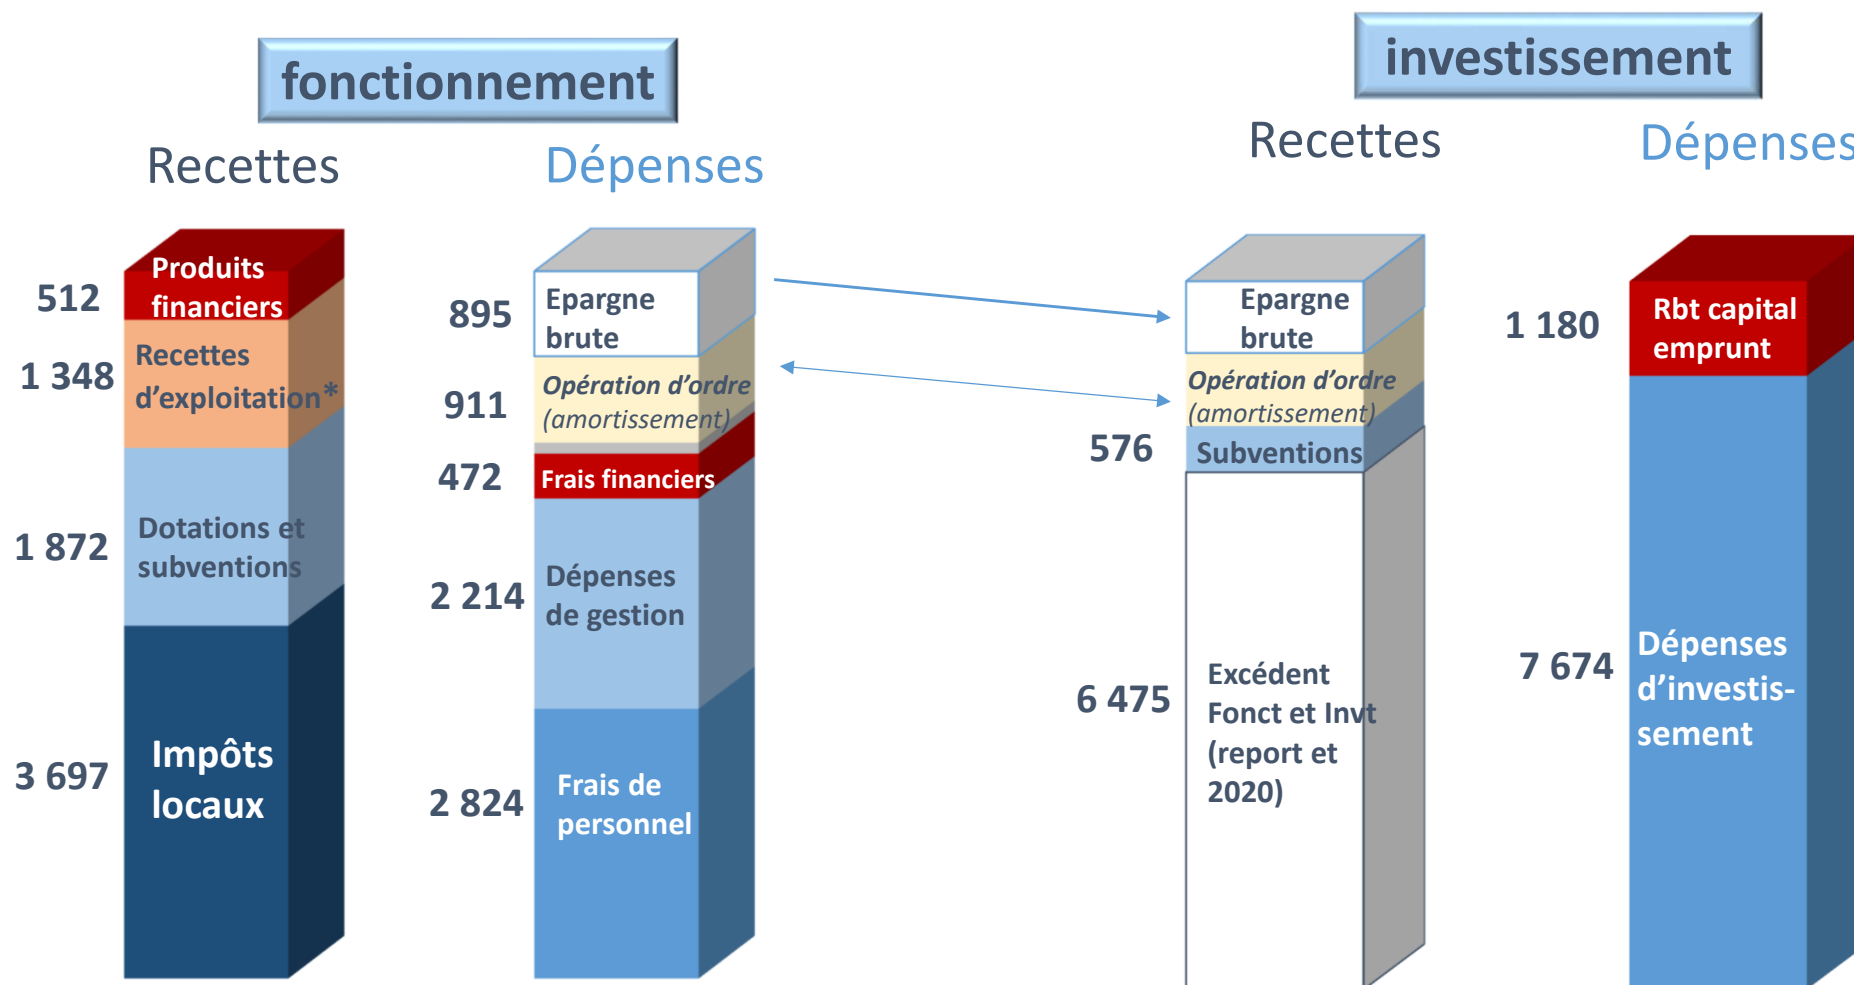 fonctionnement
Recettes
Dépenses
512
Produits
financiers
1 348
Recettes
d’exploitation*
1 872
Dotations et
subventions
3 697
Impôts
locaux
895
Epargne
brute
911
Opération d’ordre
(amortissement)
472
Frais financiers
2 214
Dépenses
de gestion
2 824
Frais de
personnel
investissement
Recettes
Dépenses
Epargne
brute
Opération d’ordre
(amortissement)
576
Subventions
6 475
Excédent
Fonct et Invt
(report et
2020)
1 180
Rbt capital
emprunt
7 674
Dépenses
d’investis-
sement